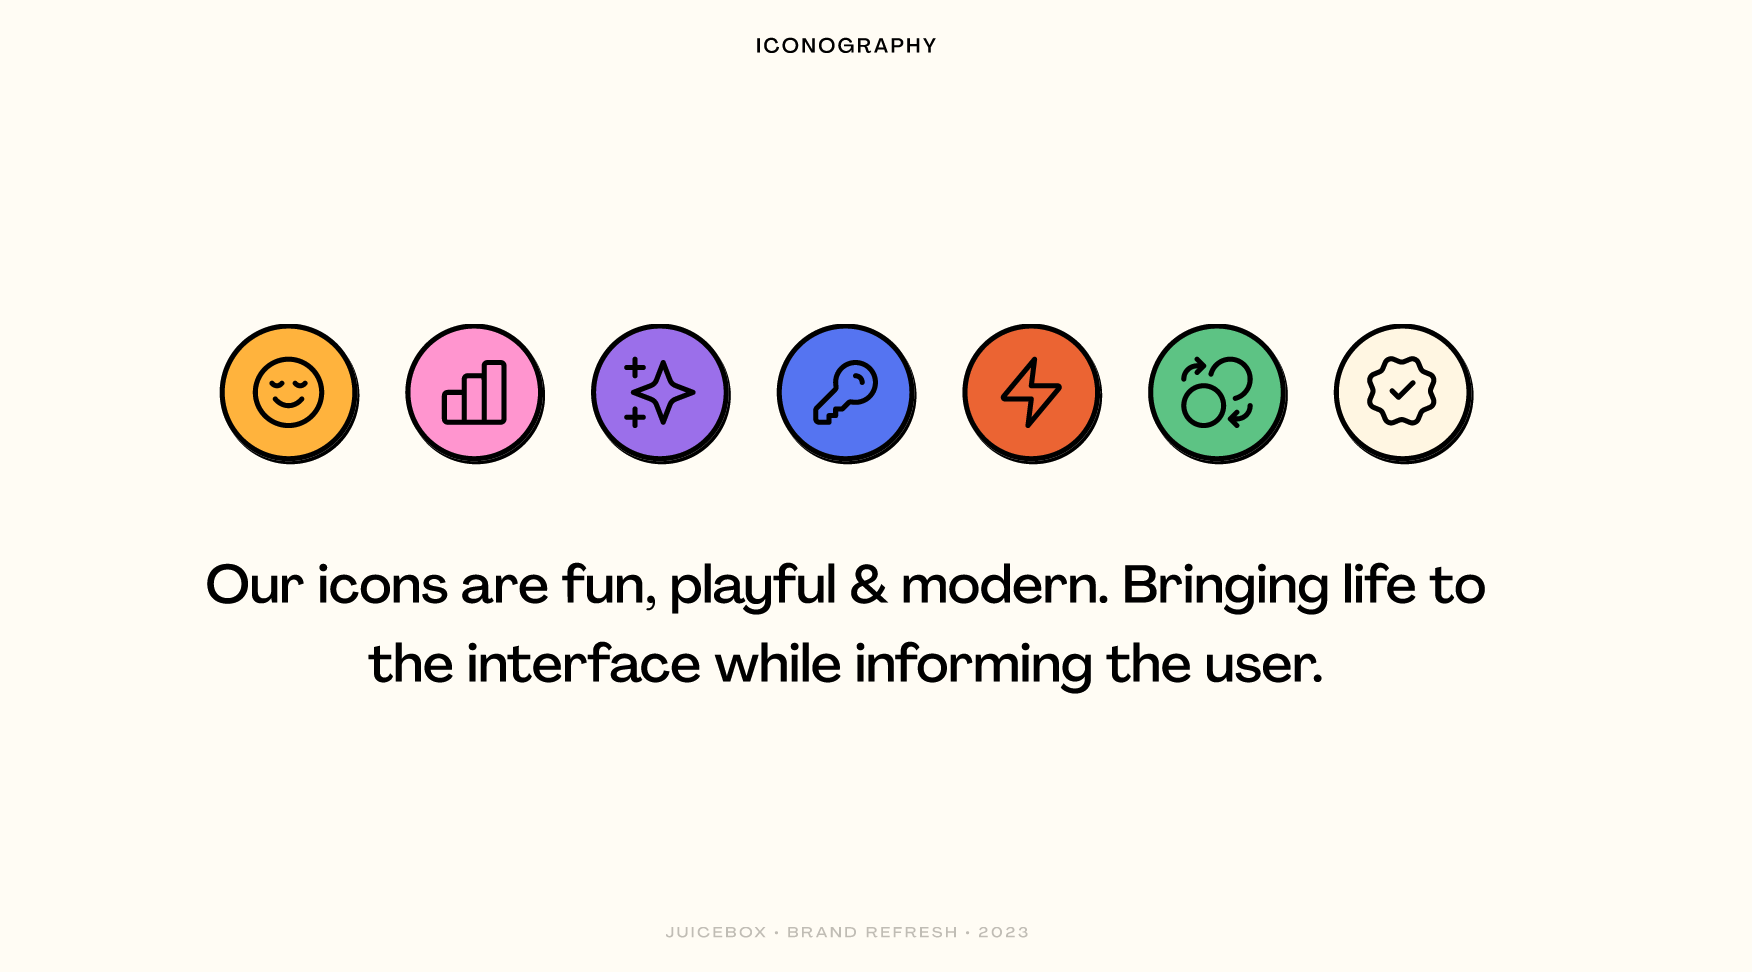 ICONOGRAPHY
Our icons are fun, playful & modern. Bringing life to
the interface while informing the user.
JUICEBOX • BRAND REFRESH • 2023